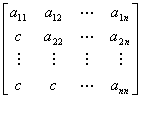 a₁₁ a₁₂ ⋯ a₁ₙ
c a₂₂ ⋯ a₂ₙ
⋮ ⋮ ⋮ ⋮
c c ⋯ aₙₙ